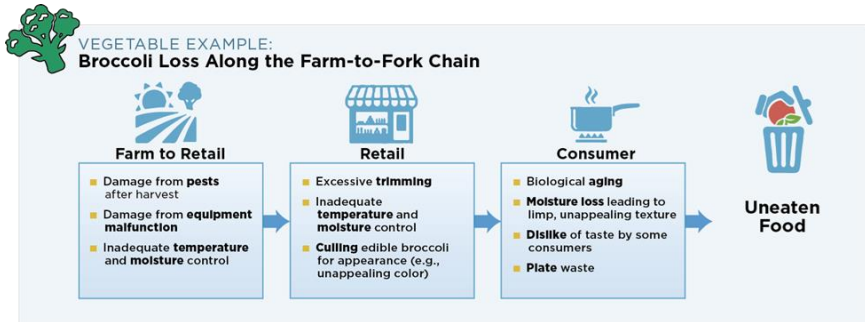 VEGETABLE EXAMPLE:
Broccoli Loss Along the Farm-to-Fork Chain
Farm to Retail
Damage from pests
after harvest
Damage from equipment
malfunction
Inadequate temperature
and moisture control
Retail
Excessive trimming
Inadequate
temperature and
moisture control
Culling edible broccoli
for appearance (e.g.,
unappealing color)
Consumer
Biological aging
Moisture loss leading to
limp, unappealing texture
Dislike of taste by some
consumers
Plate waste
Uneaten
Food